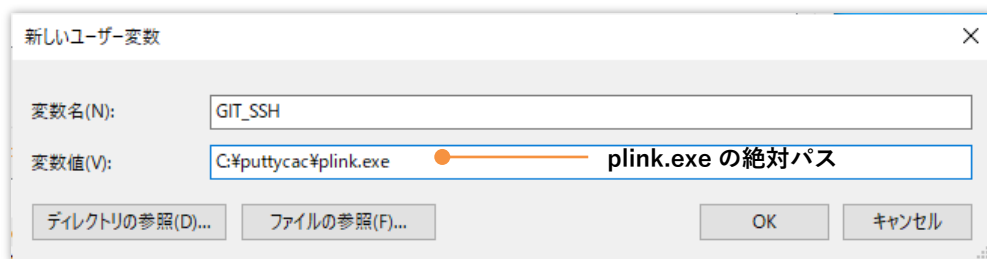 新しいユーザー変数
変数名(N):
GIT_SSH
変数値(V):
C:¥puttycac¥plink.exe
plink.exe の絶対パス
ディレクトリの参照(D)...
ファイルの参照(F)...
OK
キャンセル